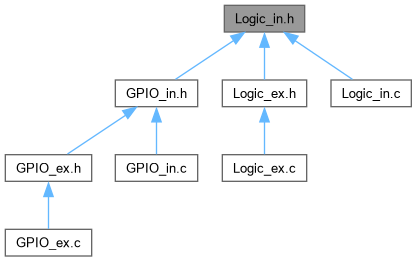 Logic_in.h
GPIO_in.h
Logic_ex.h
Logic_in.c
GPIO_ex.h
GPIO_in.c
Logic_ex.c
GPIO_ex.c